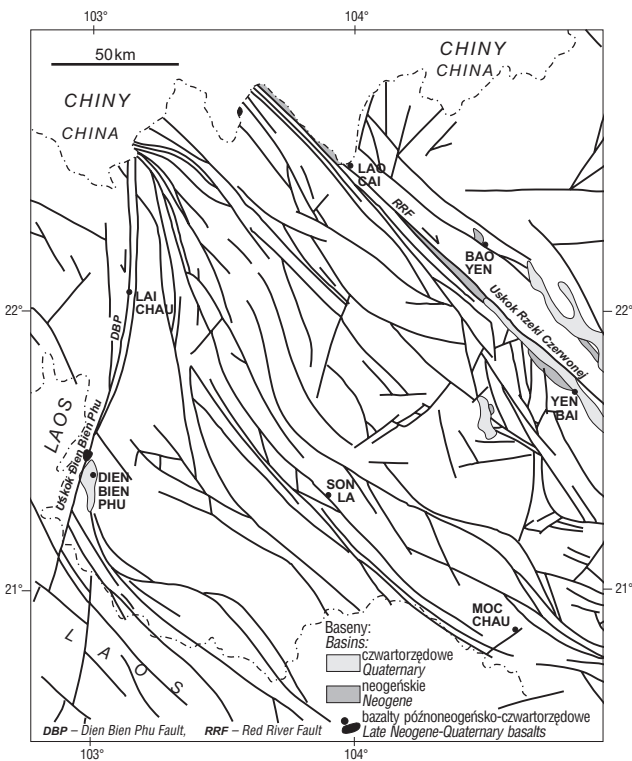 103° 104°
50km
CHINY
CHINA
CHINY
CHINA
LAO
CAI
RRF
BAO
YEN
22° 22°
LAI
CHAU
DBP
Uskok Rzeki Czerwonej
YEN
BAI
LAOS
Uskok Dien Bien Phu
DIEN
BIEN
PHU
SON
LA
21° 21°
MOC
CHAU
LAOS
Baseny:
Basins:
czwartorzędowe
Quaternary
neogeńskie
Neogene
bazalty późnoneogeńsko-czwartorzędowe
Late Neogene-Quaternary basalts
DBP – Dien Bien Phu Fault, RRF – Red River Fault
103° 104°